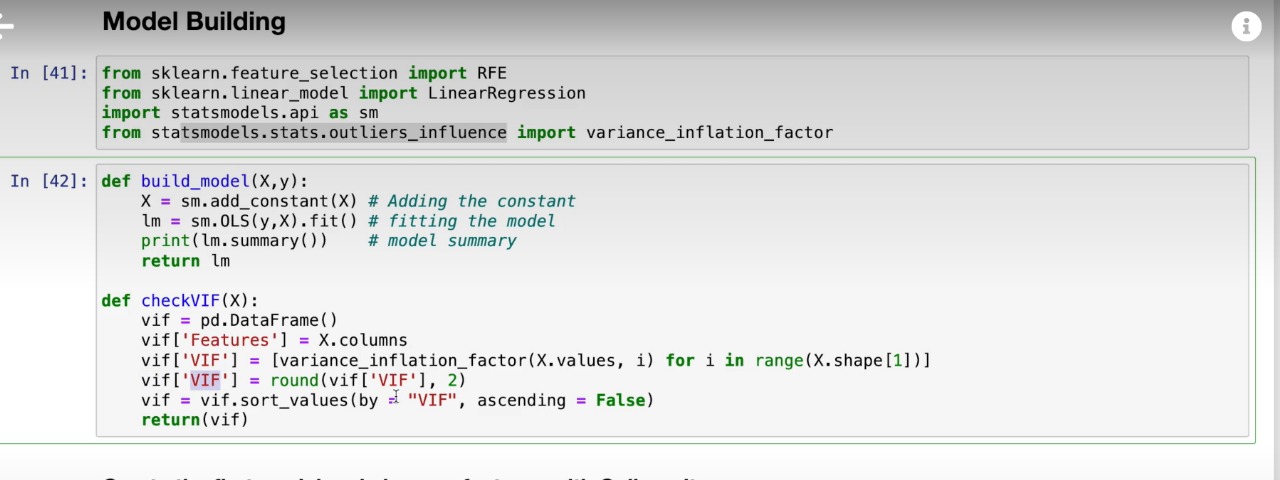 Model Building
In [41]:
from sklearn.feature_selection import RFE
from sklearn.linear_model import LinearRegression
import statsmodels.api as sm
from statsmodels.stats.outliers_influence import variance_inflation_factor
In [42]:
def build_model(X,y):
    X = sm.add_constant(X) # Adding the constant
    lm = sm.OLS(y,X).fit() # fitting the model
    print(lm.summary())    # model summary
    return lm
def checkVIF(X):
    vif = pd.DataFrame()
    vif['Features'] = X.columns
    vif['VIF'] = [variance_inflation_factor(X.values, i) for i in range(X.shape[1])]
    vif['VIF'] = round(vif['VIF'], 2)
    vif = vif.sort_values(by = "VIF", ascending = False)
    return(vif)